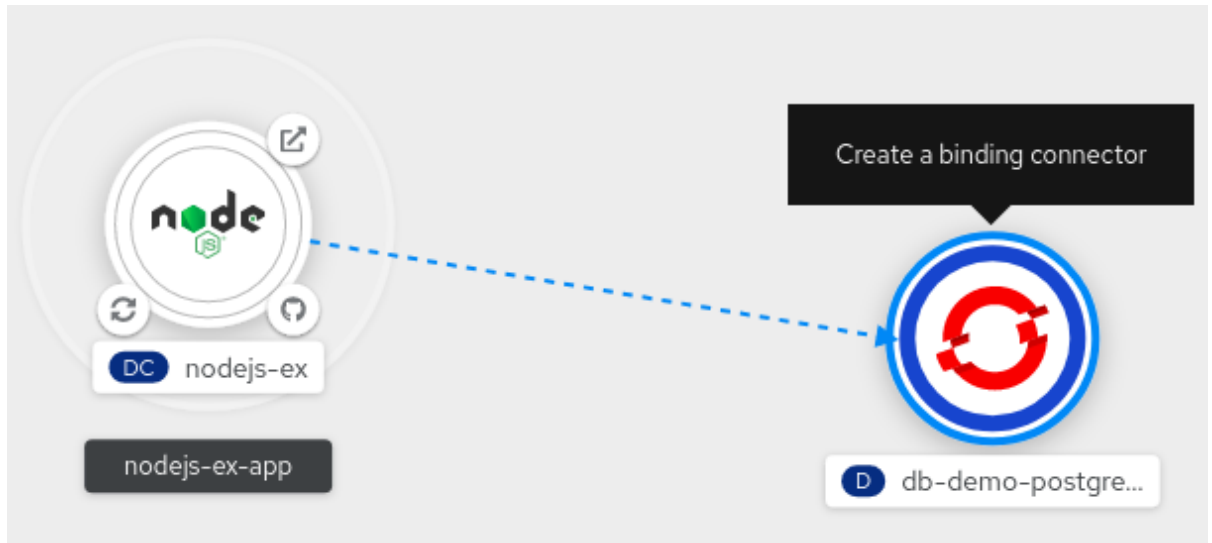 node
JS
DC nodejs-ex
nodejs-ex-app
Create a binding connector
D db-demo-postgre...